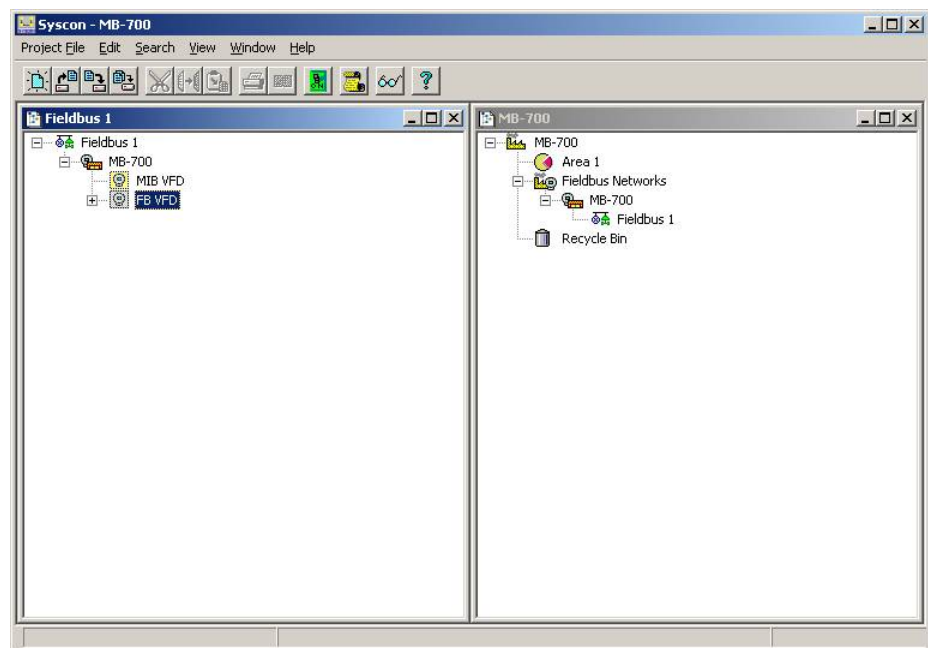 Syscon - MB-700
Project File Edit Search View Window Help
Fieldbus 1
Fieldbus 1
MB-700
MIB VFD
FB VFD
MB-700
MB-700
Area 1
Fieldbus Networks
MB-700
Fieldbus 1
Recycle Bin